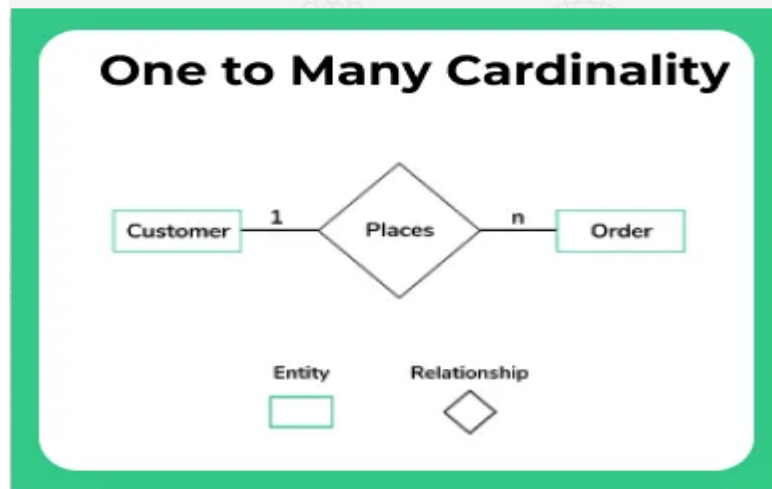 One to Many Cardinality
1
n
Customer
Places
Order
Entity
Relationship